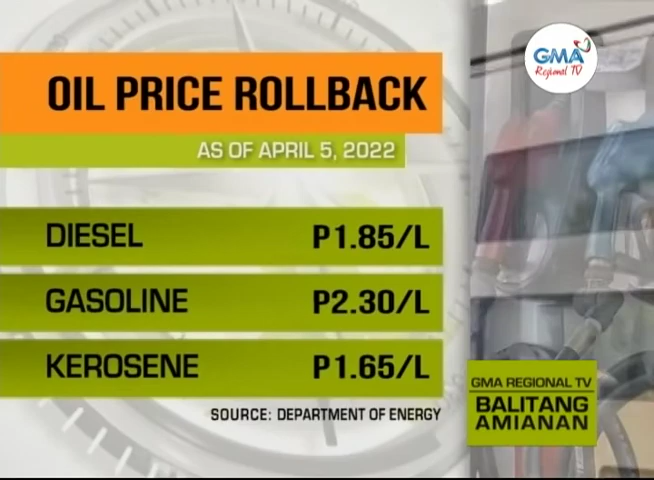 GMA
Regional TV
OIL PRICE ROLLBACK
AS OF APRIL 5, 2022
DIESEL P1.85/L
GASOLINE P2.30/L
KEROSENE P1.65/L
SOURCE: DEPARTMENT OF ENERGY
GMA REGIONAL TV
BALITANG
AMIANAN